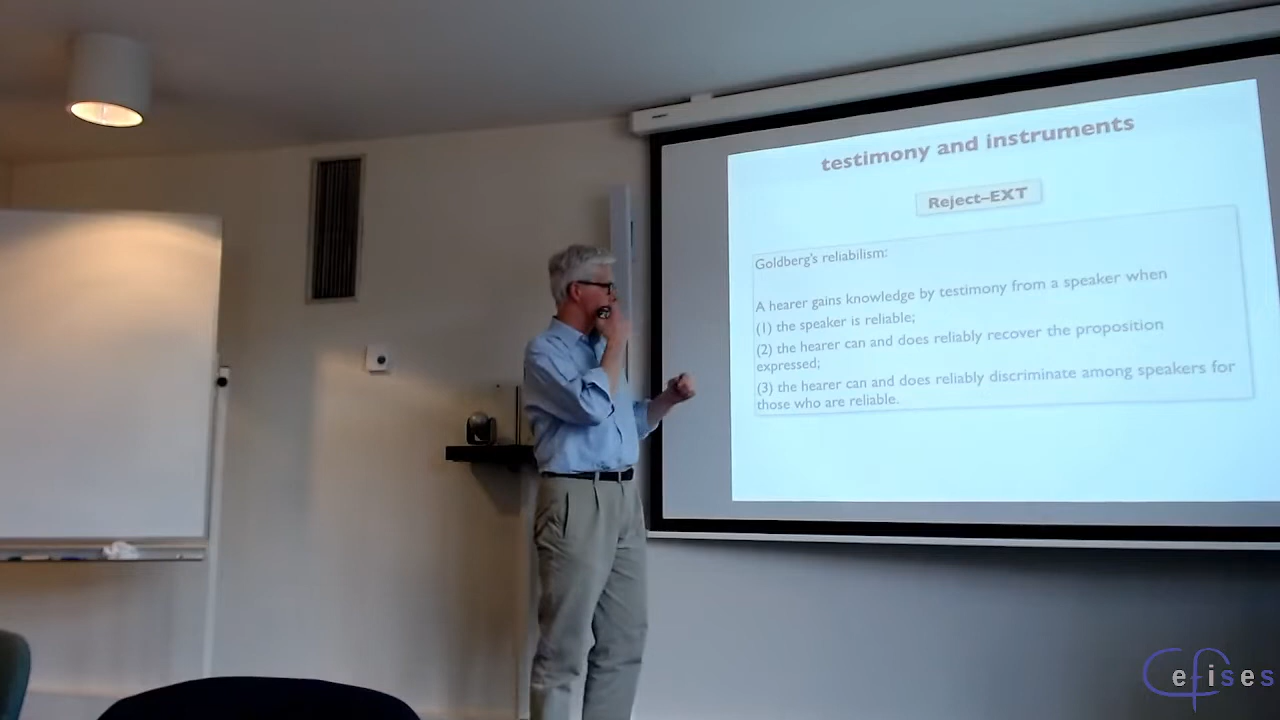 testimony and instruments
Reject–EXT
Goldberg's reliabilism:
A hearer gains knowledge by testimony from a speaker when
(1) the speaker is reliable;
(2) the hearer can and does reliably recover the proposition
expressed;
(3) the hearer can and does reliably discriminate among speakers for
those who are reliable.
Cefises